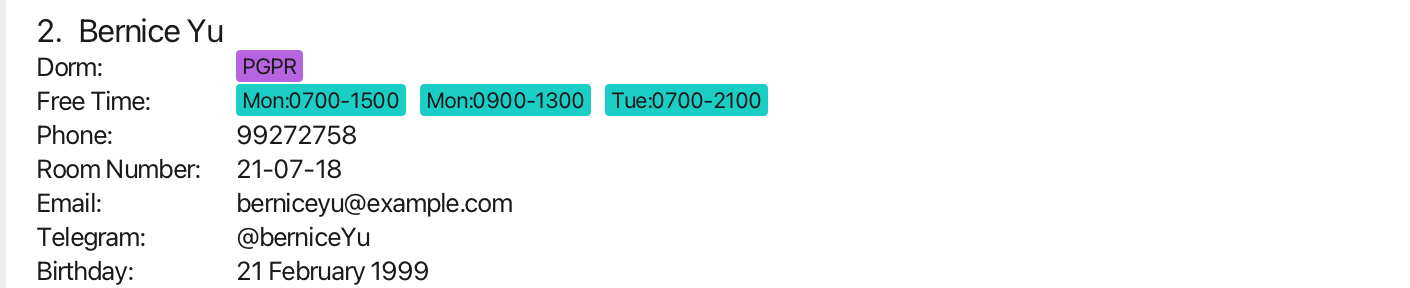 2. Bernice Yu
Dorm: PGPR
Free Time: Mon:0700-1500 Mon:0900-1300 Tue:0700-2100
Phone: 99272758
Room Number: 21-07-18
Email: berniceyu@example.com
Telegram: @berniceYu
Birthday: 21 February 1999